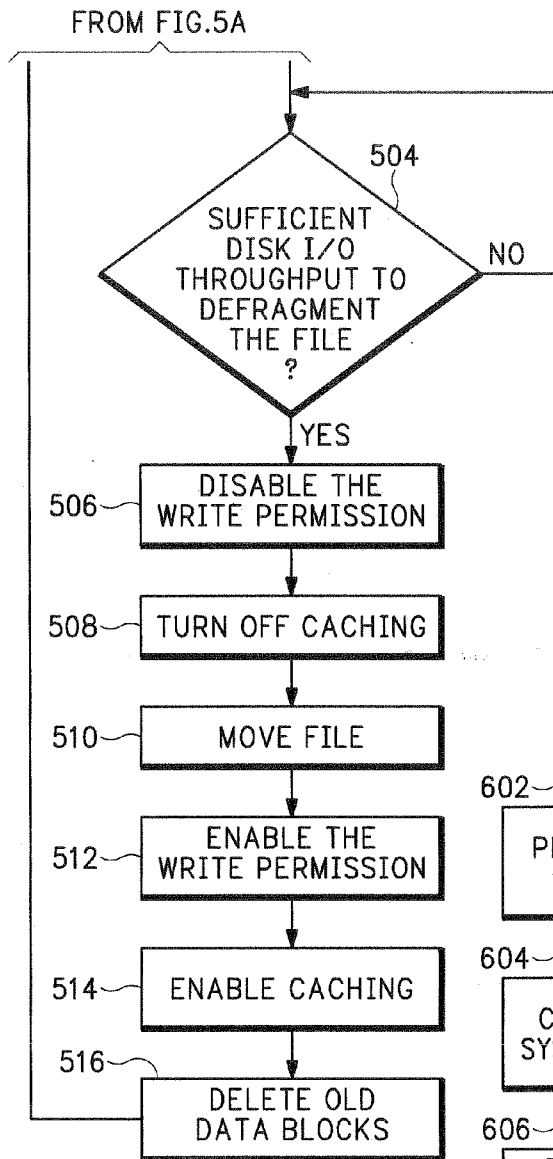 FROM FIG.5A
504
SUFFICIENT
DISK I/O
THROUGHPUT TO
DEFRAGMENT
THE FILE
?
NO
YES
506
DISABLE THE
WRITE PERMISSION
508
TURN OFF CACHING
510
MOVE FILE
512
ENABLE THE
WRITE PERMISSION
514
ENABLE CACHING
516
DELETE OLD
DATA BLOCKS
602
604
606